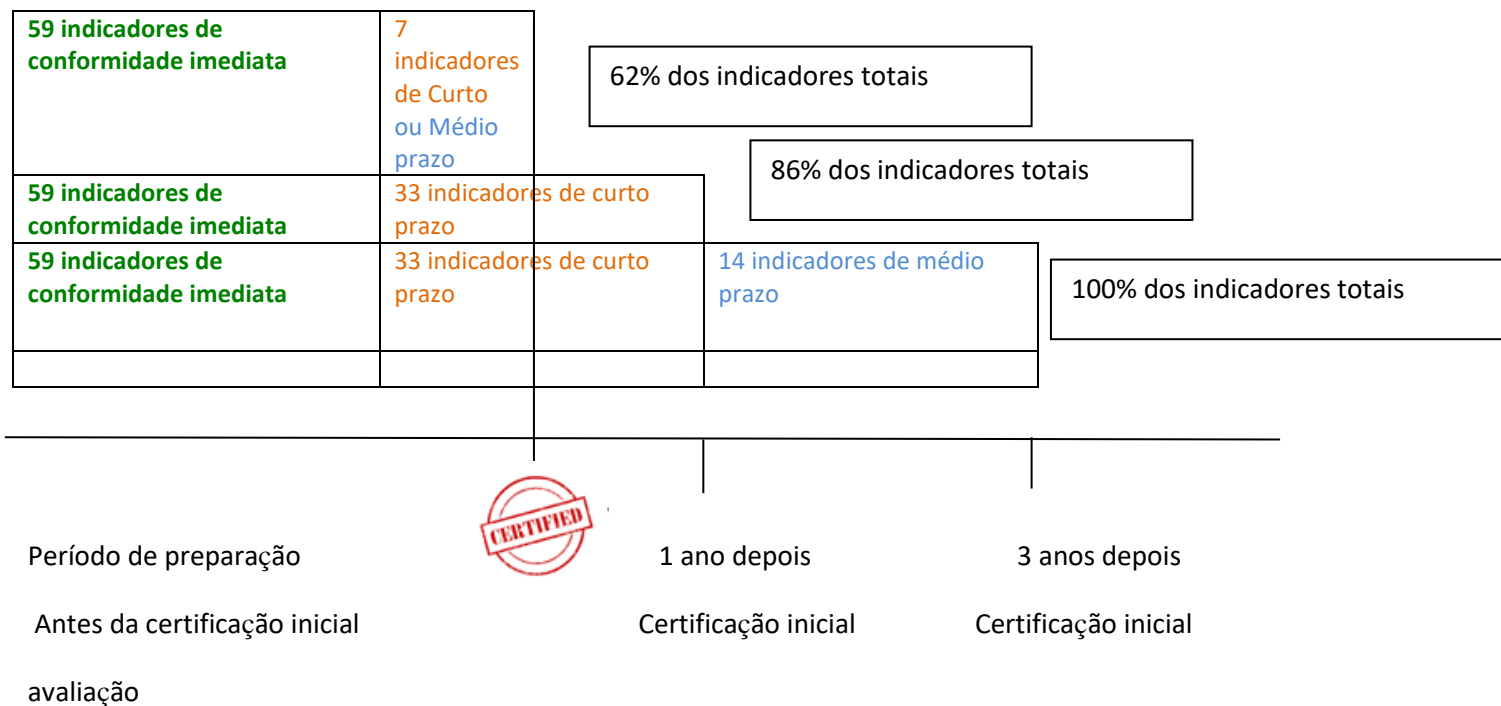 59 indicadores de
conformidade imediata
7
indicadores
de Curto
ou Médio
prazo
62% dos indicadores totais
86% dos indicadores totais
59 indicadores de
conformidade imediata
33 indicadores de curto
prazo
59 indicadores de
conformidade imediata
33 indicadores de curto
prazo
14 indicadores de médio
prazo
100% dos indicadores totais
CERTIFIED
Período de preparação
1 ano depois
3 anos depois
Antes da certificação inicial
Certificação inicial
Certificação inicial
avaliação